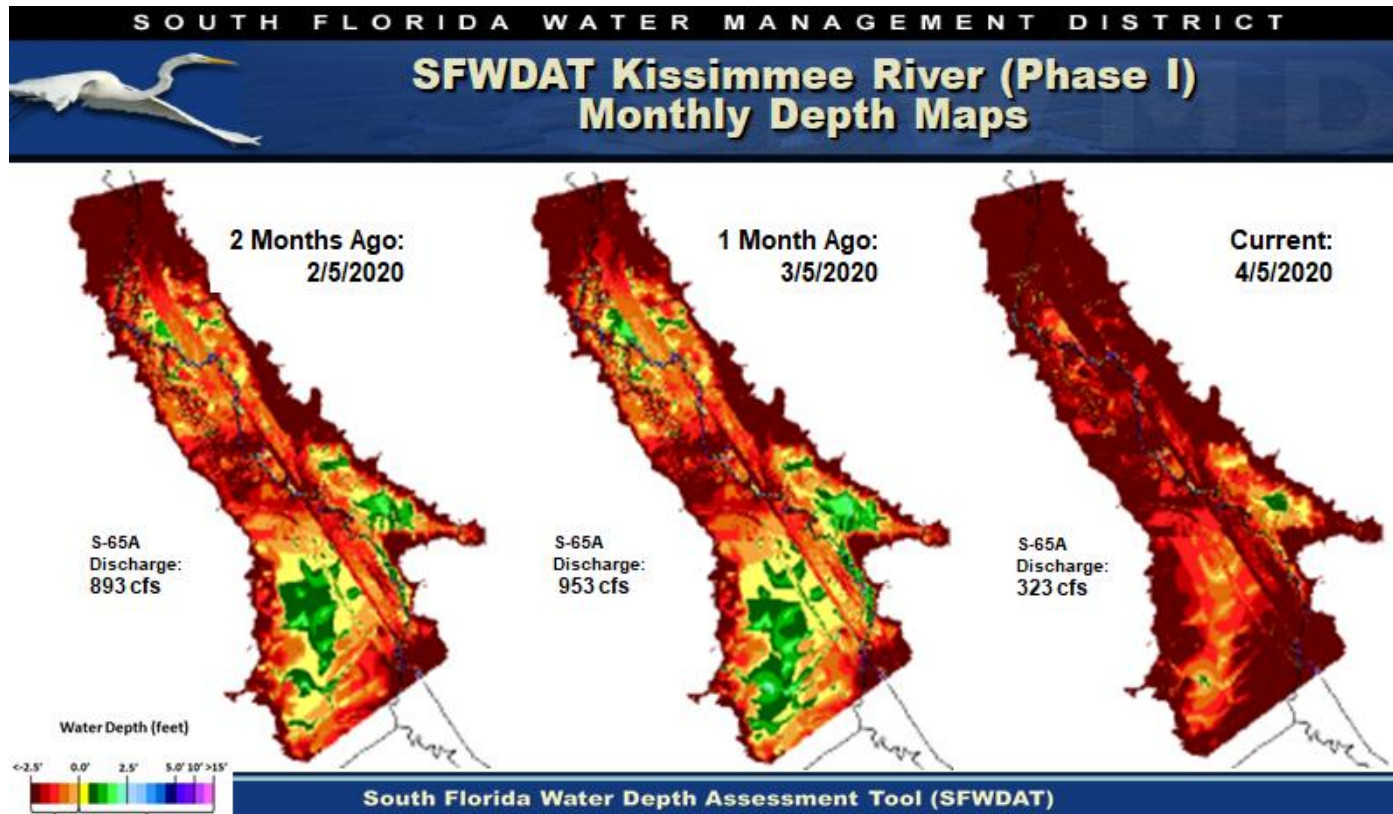 SOUTH FLORIDA WATER MANAGEMENT DISTRICT
SFWDAT Kissimmee River (Phase I)
Monthly Depth Maps
2 Months Ago:
2/5/2020
1 Month Ago:
3/5/2020
Current:
4/5/2020
S-65A
Discharge:
893 cfs
S-65A
Discharge:
953 cfs
S-65A
Discharge:
323 cfs
Water Depth (feet)
<-2.5' 0.0' 2.5' 5.0' 10' >15'
South Florida Water Depth Assessment Tool (SFWDAT)